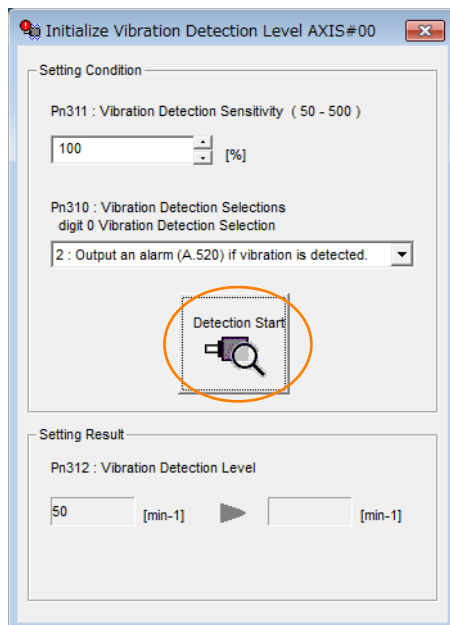 Initialize Vibration Detection Level AXIS#00
Setting Condition
Pn311 : Vibration Detection Sensitivity ( 50 - 500 )
100
[%]
Pn310 : Vibration Detection Selections
digit 0 Vibration Detection Selection
2 : Output an alarm (A.520) if vibration is detected.
Detection Start
Setting Result
Pn312 : Vibration Detection Level
50 [min-1] [min-1]